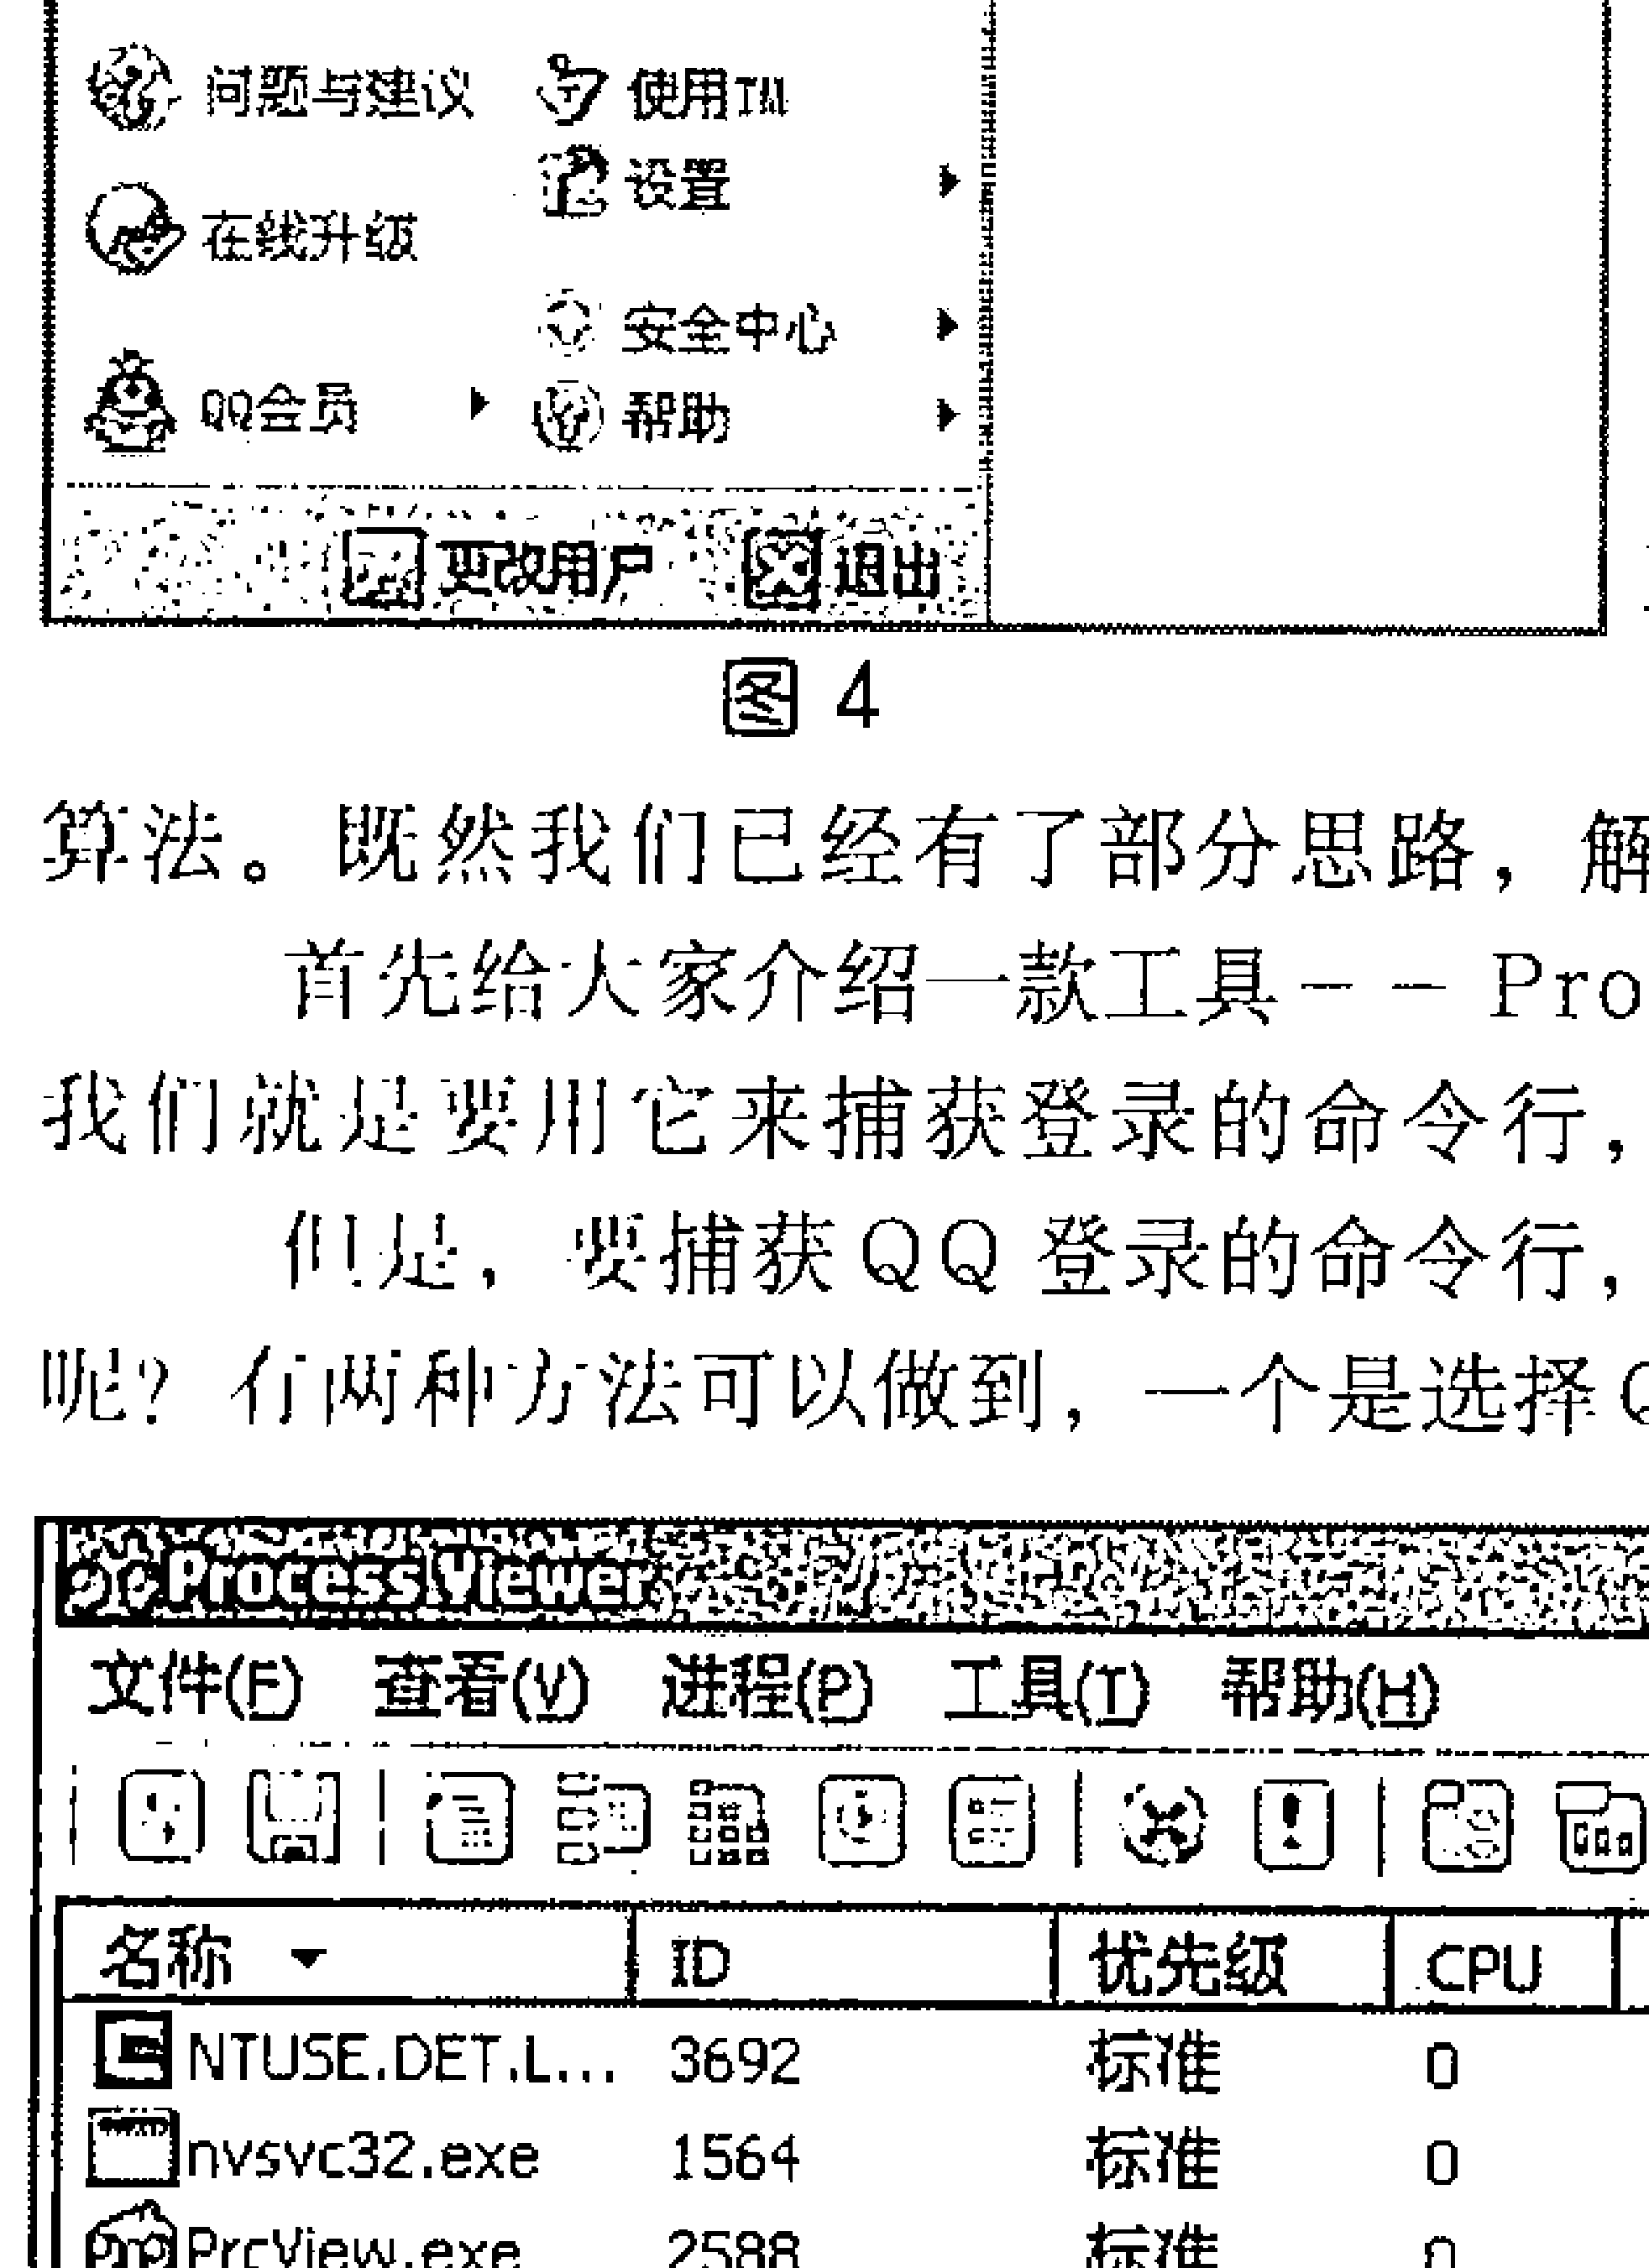 问题与建议 使用TM
设置
在线升级
安全中心
QQ会员 帮助
更改用户 退出
图 4
算法。既然我们已经有了部分思路，解
首先给大家介绍一款工具－－Pro
我们就是要用它来捕获登录的命令行，
但是，要捕获QQ 登录的命令行，
呢？有两种方法可以做到，一个是选择Q
Process Viewer
文件(F) 查看(V) 进程(P) 工具(T) 帮助(H)
名称 ID 优先级 CPU
NTUSE.DET.L... 3692 标准 0
nvsvc32.exe 1564 标准 0
PrcView.exe 2588 标准 0